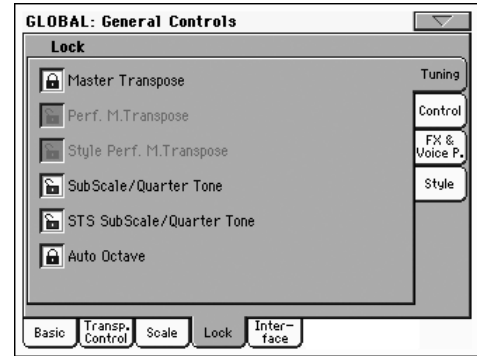 GLOBAL: General Controls
Lock
Master Transpose
Perf. M.Transpose
Style Perf. M.Transpose
SubScale/Quarter Tone
STS SubScale/Quarter Tone
Auto Octave
Tuning
Control
FX &
Voice P.
Style
Basic
Transp.
Control
Scale
Lock
Inter-
face